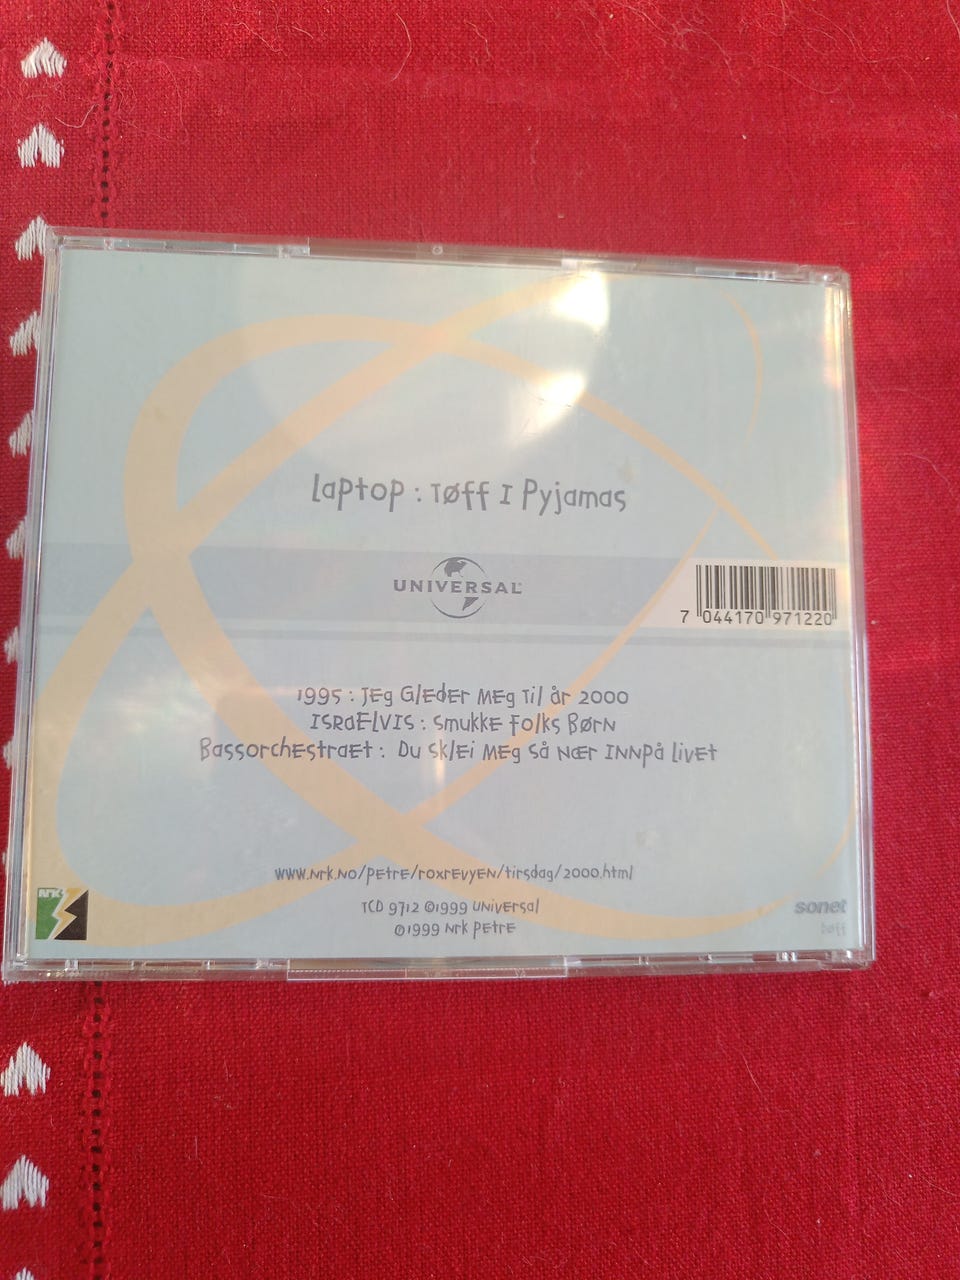 Laptop : Tøff I Pyjamas
UNIVERSAL
7 044170 971220
1995 : Jeg Gleder Meg Til år 2000
Israelvis : Smukke Folks Børn
Bassorchestraet : Du Sklei Meg Så Nær Innpå Livet
www.nrk.no/petre/roxrevyen/tirsdag/2000.html
NRK
TCD 9712 ©1999 Universal
©1999 NRK Petre
sonet
bøff